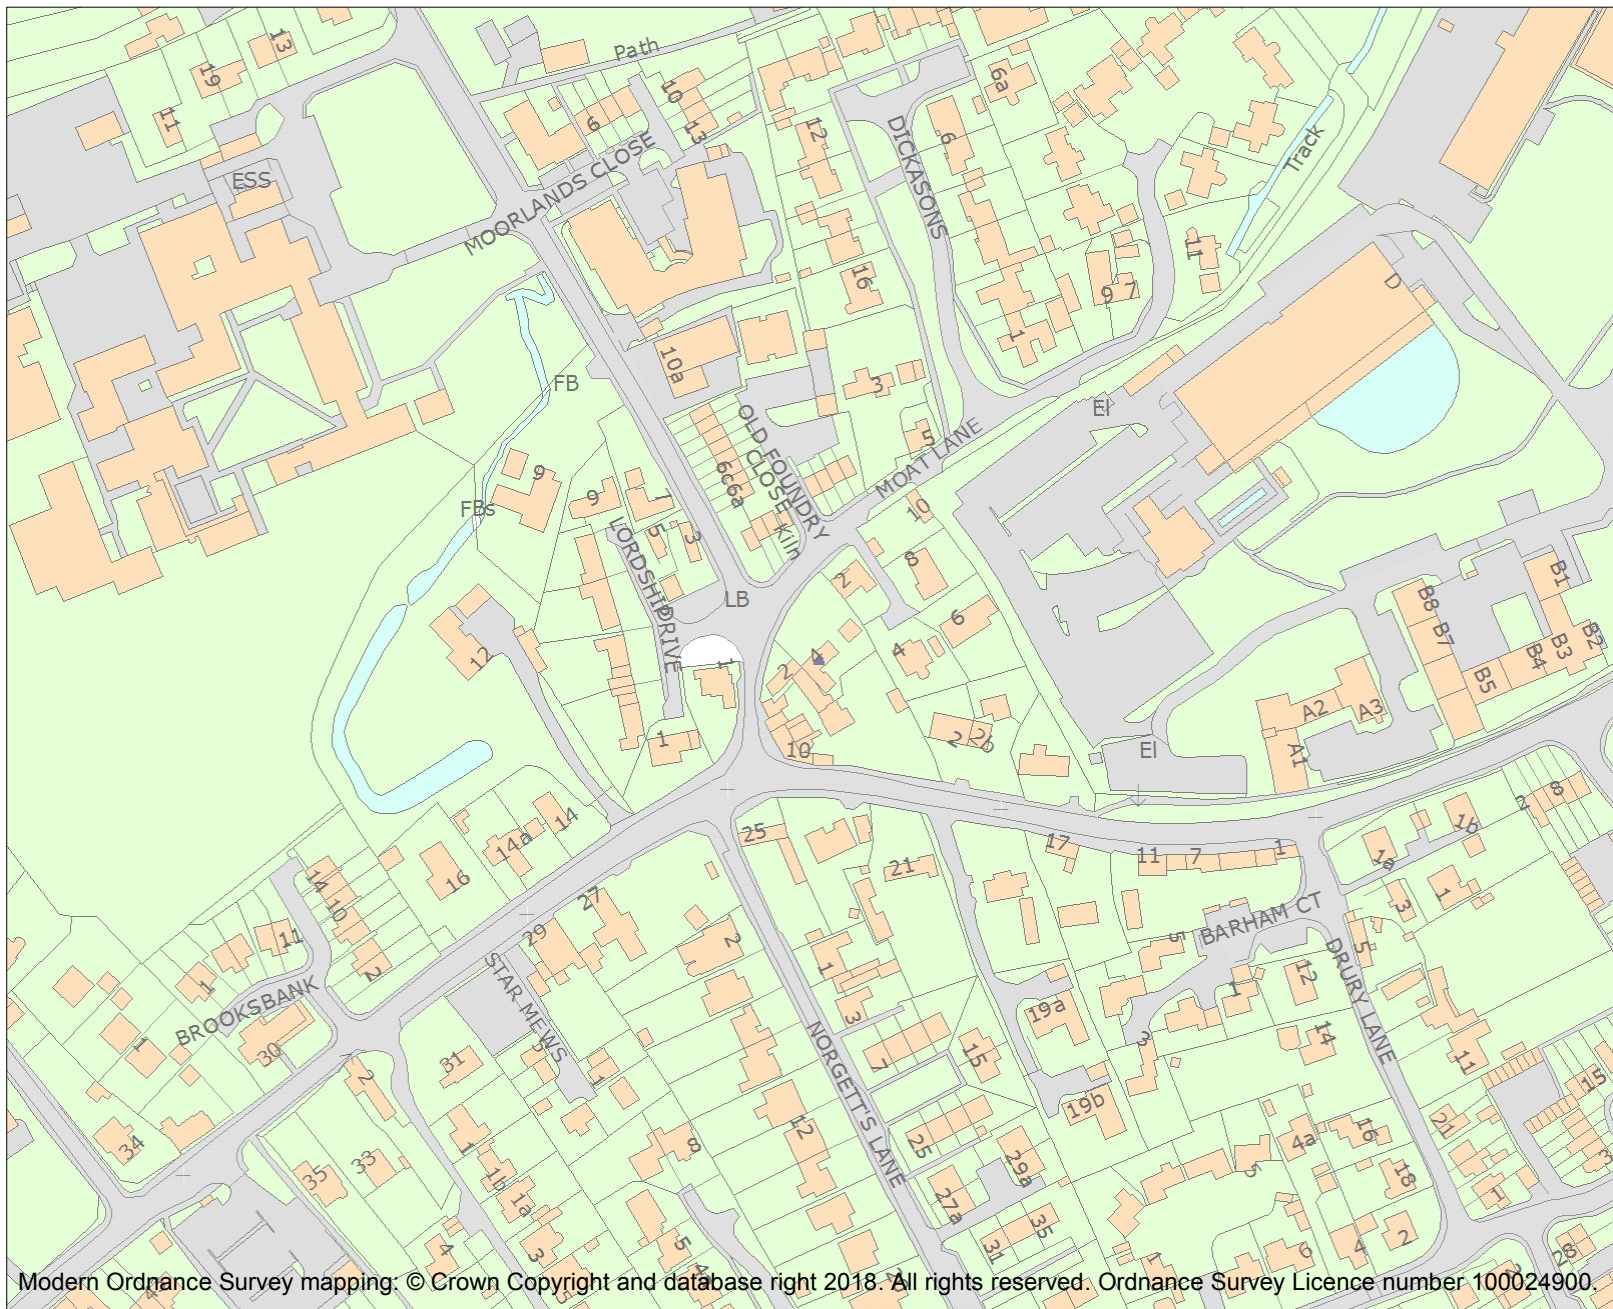 13
19
11
ESS
Path
10
6
13
MOORLANDS CLOSE
12
DICKASONS
6
6a
Track
11
9 7
16
1
D
10a
3
FB
El
5
MOAT LANE
OLD FOUNDRY
CLOSE
Kiln
6c6a
9
FBs
9
7
5
3
LORDSHIP
DRIVE
LB
10
8
2
6
4
2
4
1
12
1
10
2
2b
El
A1
A2
A3
B8
B7
B5
B4
B3
B2
B1
14
14a
16
25
21
17
11
7
1
1a
1b
2
8
3
1
14
10
11
2
1
BROOKSBANK
30
1
34
27
29
STAR MEWS
2
31
2
3
1
1
1b
1a
33
35
NORGETT'S LANE
1
3
7
15
19a
19b
12
8
25
27a
29a
31
35
BARHAM CT
DRURY LANE
5
5
12
1
3
14
11
15
16
4a
5
18
21
1
2
4
6
1
28
3
4
5
Modern Ordnance Survey mapping: © Crown Copyright and database right 2018. All rights reserved. Ordnance Survey Licence number 100024900.